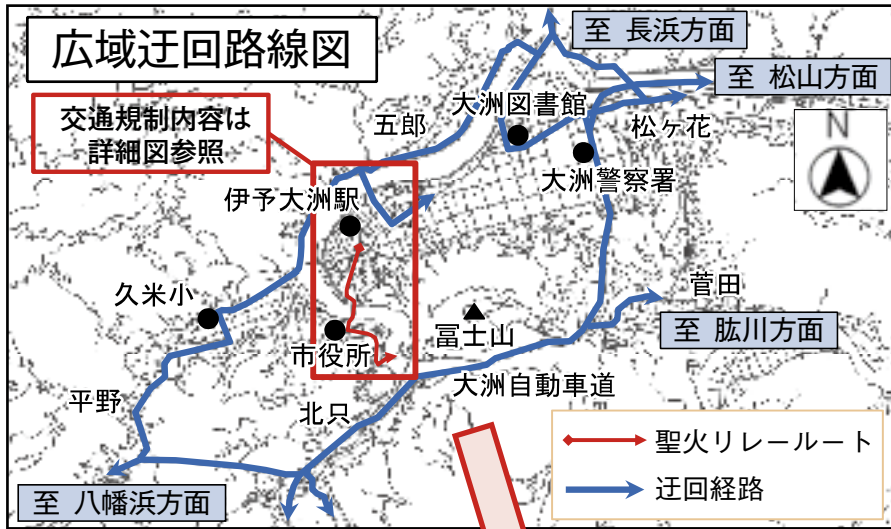 広域迂回路線図
至 長浜方面
至 松山方面
交通規制内容は
詳細図参照
五郎
大洲図書館
松ヶ花
N
大洲警察署
伊予大洲駅
菅田
久米小
冨士山
至 肱川方面
市役所
大洲自動車道
平野
北只
聖火リレールート
迂回経路
至 八幡浜方面